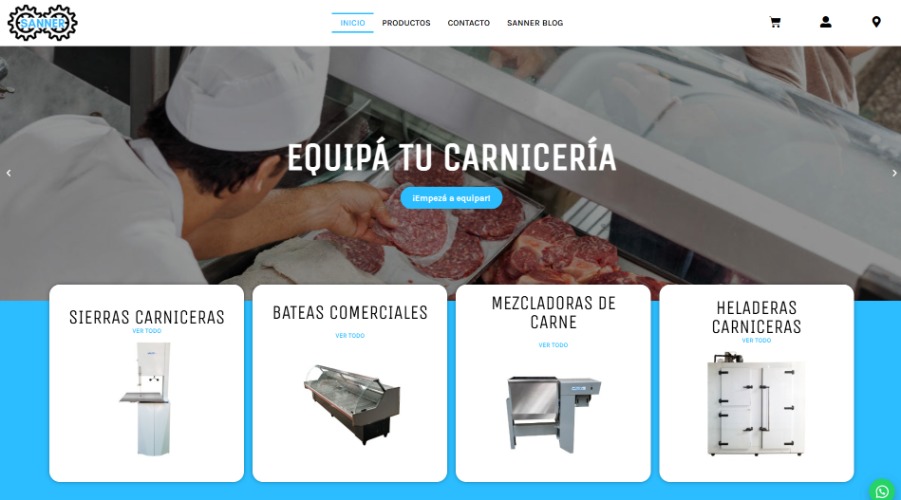 SANNER
INICIO PRODUCTOS CONTACTO SANNER BLOG
EQUIPÁ TU CARNICERÍA
¡Empezá a equipar!
SIERRAS CARNICERAS
VER TODO
BATEAS COMERCIALES
VER TODO
MEZCLADORAS DE
CARNE
VER TODO
HELADERAS
CARNICERAS
VER TODO